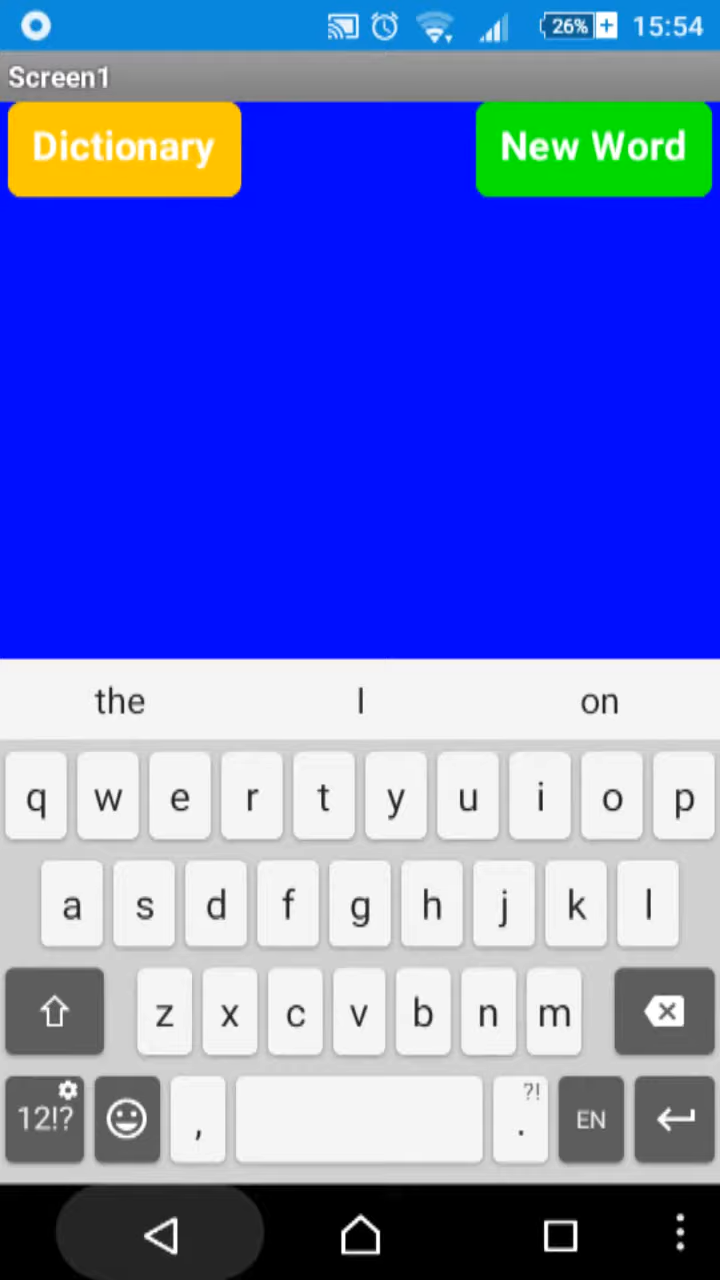 26% 15:54
Screen1
Dictionary New Word
the I on
q w e r t y u i o p
a s d f g h j k l
z x c v b n m
12!? , . ?! EN